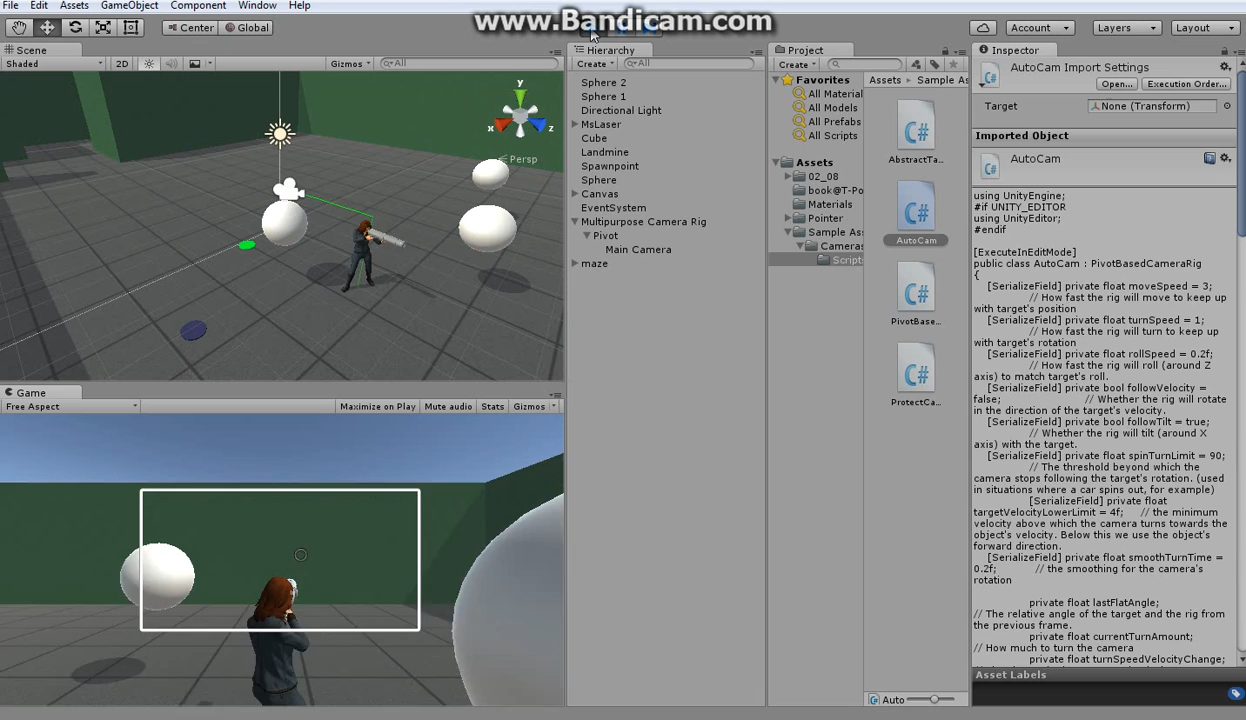 www.Bandicam.com
File Edit Assets GameObject Component Window Help
Center Global Account Layers Layout
Scene
Shaded 2D Gizmos All
y
x z
Persp
Game
Free Aspect Maximize on Play Mute audio Stats Gizmos
Hierarchy
Create All
Sphere 2
Sphere 1
Directional Light
MsLaser
Cube
Landmine
Spawnpoint
Sphere
Canvas
EventSystem
Multipurpose Camera Rig
Pivot
Main Camera
maze
Project
Create
Favorites
All Material
All Models
All Prefabs
All Scripts
Assets
02_08
book@T-Po
Materials
Pointer
Sample As
Cameras
Script
Assets Sample As
AbstractTa...
AutoCam
PivotBase...
ProtectCa...
Auto
Inspector
AutoCam Import Settings
Open... Execution Order...
Target None (Transform)
Imported Object
AutoCam
using UnityEngine;
#if UNITY_EDITOR
using UnityEditor;
#endif
[ExecuteInEditMode]
public class AutoCam : PivotBasedCameraRig
{
[SerializeField] private float moveSpeed = 3;
// How fast the rig will move to keep up
with target's position
[SerializeField] private float turnSpeed = 1;
// How fast the rig will turn to keep up
with target's rotation
[SerializeField] private float rollSpeed = 0.2f;
// How fast the rig will roll (around Z
axis) to match target's roll.
[SerializeField] private bool followVelocity =
false; // Whether the rig will rotate
in the direction of the target's velocity.
[SerializeField] private bool followTilt = true;
// Whether the rig will tilt (around X
axis) with the target.
[SerializeField] private float spinTurnLimit = 90;
// The threshold beyond which the
camera stops following the target's rotation. (used
in situations where a car spins out, for example)
[SerializeField] private float
targetVelocityLowerLimit = 4f; // the minimum
velocity above which the camera turns towards the
object's velocity. Below this we use the object's
forward direction.
[SerializeField] private float smoothTurnTime =
0.2f; // the smoothing for the camera's
rotation
private float lastFlatAngle;
// The relative angle of the target and the rig from
the previous frame.
private float currentTurnAmount;
// How much to turn the camera
private float turnSpeedVelocityChange;
Asset Labels